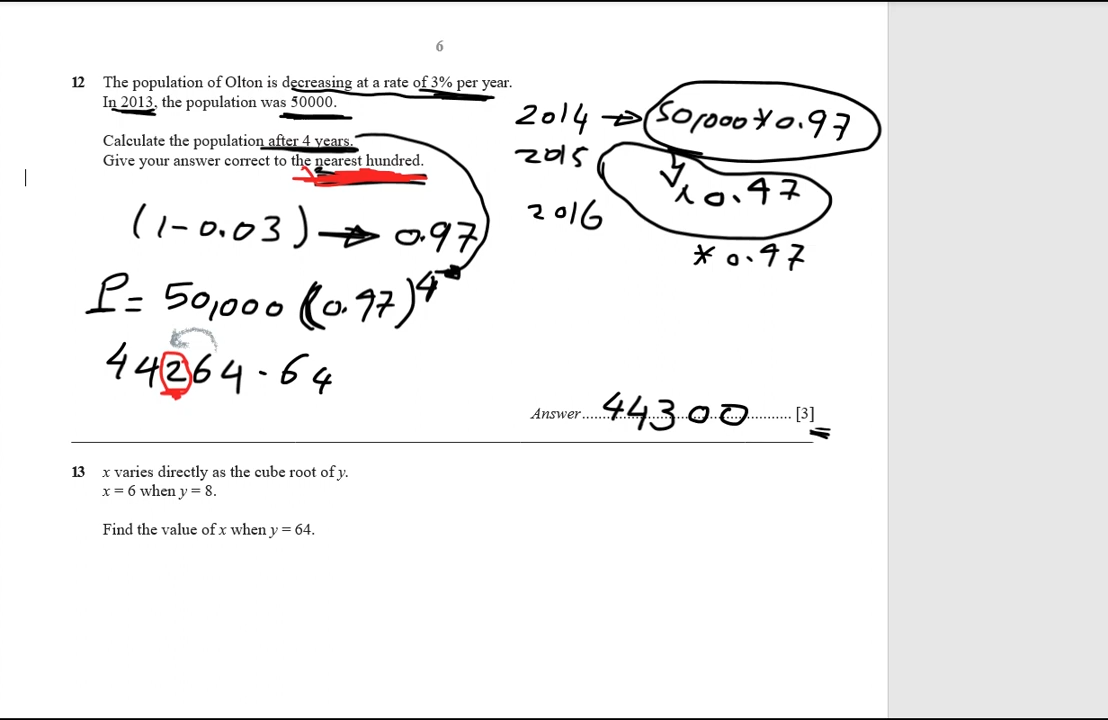 6
12 The population of Olton is decreasing at a rate of 3% per year.
In 2013, the population was 50000.
2014 → 50,000 × 0.97
Calculate the population after 4 years.
2015 × 0.97
Give your answer correct to the nearest hundred.
2016 × 0.97
(1-0.03) → 0.97
P = 50,000 (0.97)^4
44264.64
Answer 44300 [3]
13 x varies directly as the cube root of y.
x = 6 when y = 8.
Find the value of x when y = 64.